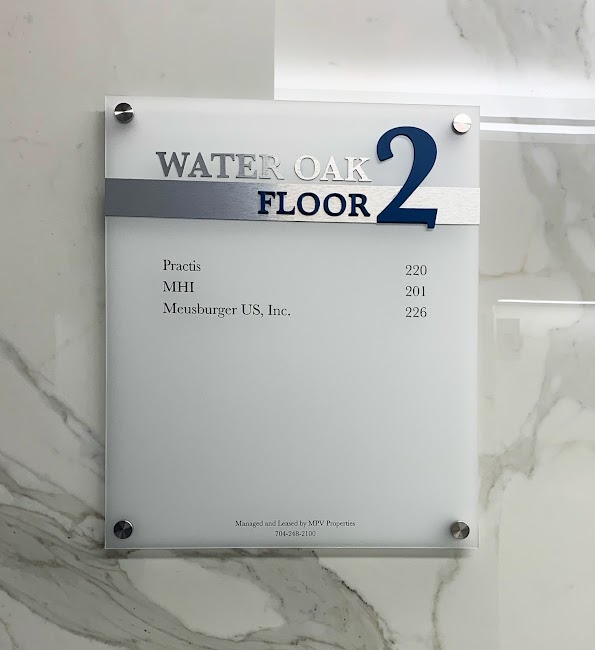 WATER OAK
FLOOR 2
Practis 220
MHI 201
Meusburger US, Inc. 226
Managed and Leased by MPV Properties
704-248-2100